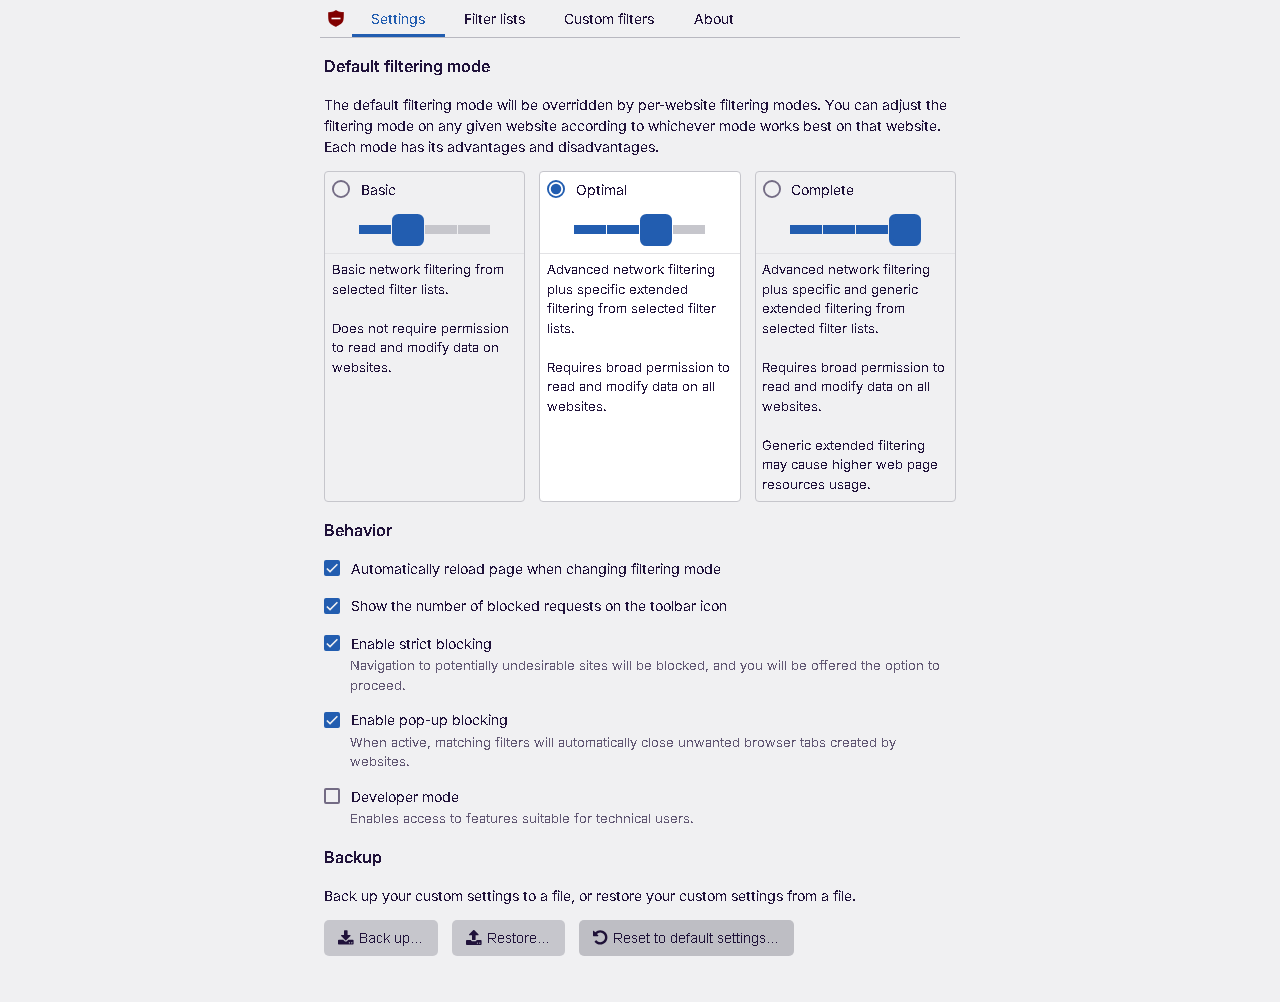 Settings
Filter lists
Custom filters
About
Default filtering mode
The default filtering mode will be overridden by per-website filtering modes. You can adjust the
filtering mode on any given website according to whichever mode works best on that website.
Each mode has its advantages and disadvantages.
Basic
Basic network filtering from
selected filter lists.
Does not require permission
to read and modify data on
websites.
Optimal
Advanced network filtering
plus specific extended
filtering from selected filter
lists.
Requires broad permission to
read and modify data on all
websites.
Complete
Advanced network filtering
plus specific and generic
extended filtering from
selected filter lists.
Requires broad permission to
read and modify data on all
websites.
Generic extended filtering
may cause higher web page
resources usage.
Behavior
Automatically reload page when changing filtering mode
Show the number of blocked requests on the toolbar icon
Enable strict blocking
Navigation to potentially undesirable sites will be blocked, and you will be offered the option to
proceed.
Enable pop-up blocking
When active, matching filters will automatically close unwanted browser tabs created by
websites.
Developer mode
Enables access to features suitable for technical users.
Backup
Back up your custom settings to a file, or restore your custom settings from a file.
Back up...
Restore...
Reset to default settings...